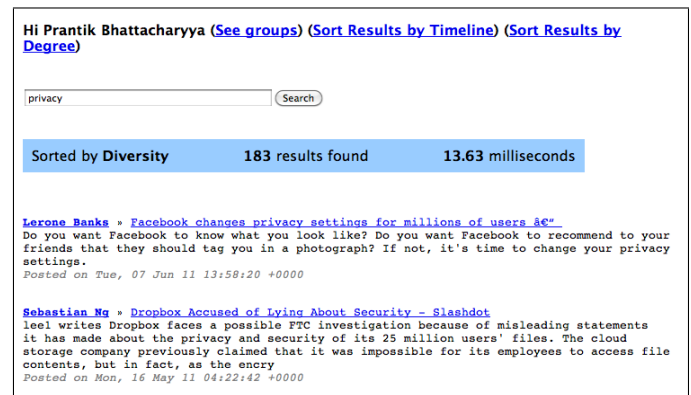 Hi Prantik Bhattacharyya (See groups) (Sort Results by Timeline) (Sort Results by
Degree)
privacy Search
Sorted by Diversity 183 results found 13.63 milliseconds
Lerone Banks » Facebook changes privacy settings for millions of users â€“
Do you want Facebook to know what you look like? Do you want Facebook to recommend to your
friends that they should tag you in a photograph? If not, it's time to change your privacy
settings.
Posted on Tue, 07 Jun 11 13:58:20 +0000
Sebastian Ng » Dropbox Accused of Lying About Security - Slashdot
lee1 writes Dropbox faces a possible FTC investigation because of misleading statements
it has made about the privacy and security of its 25 million users' files. The cloud
storage company previously claimed that it was impossible for its employees to access file
contents, but in fact, as the encry
Posted on Mon, 16 May 11 04:22:42 +0000